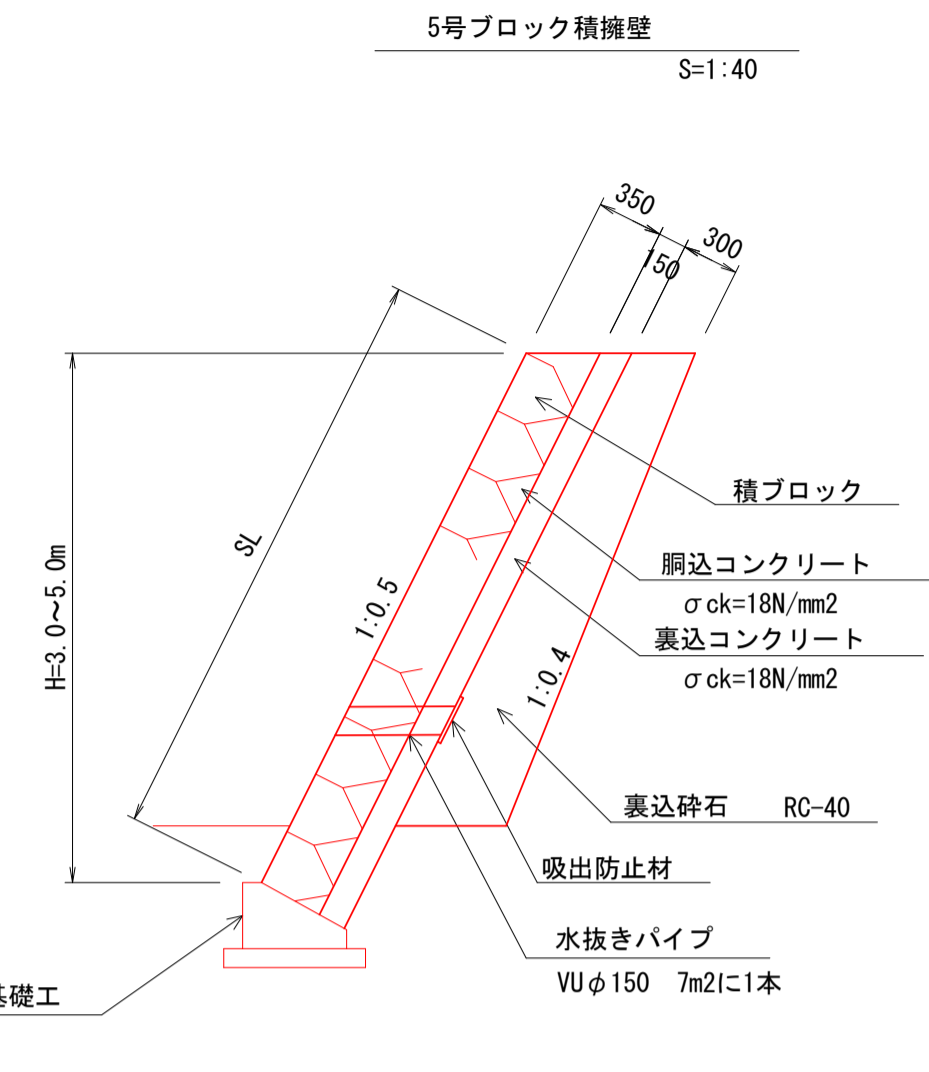 5号ブロック積擁壁
S=1:40
350
150
300
SL
H=3.0~5.0m
1:0.5
1:0.4
積ブロック
胴込コンクリート
σck=18N/mm2
裏込コンクリート
σck=18N/mm2
裏込砕石 RC-40
吸出防止材
水抜きパイプ
VUφ150 7m2に1本
基礎工